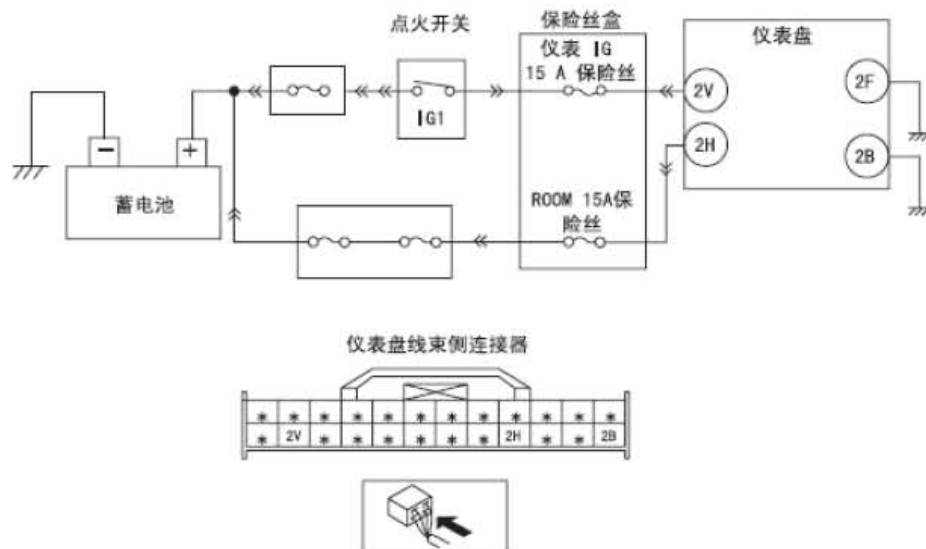 点火开关
保险丝盒
仪表 IG
15 A 保险丝
仪表盘
2V
2F
IG1
2H
2B
−
+
蓄电池
ROOM 15A保
险丝
仪表盘线束侧连接器
* * * * * * * * * * * *
* 2V * * * * * * 2H * * 2B